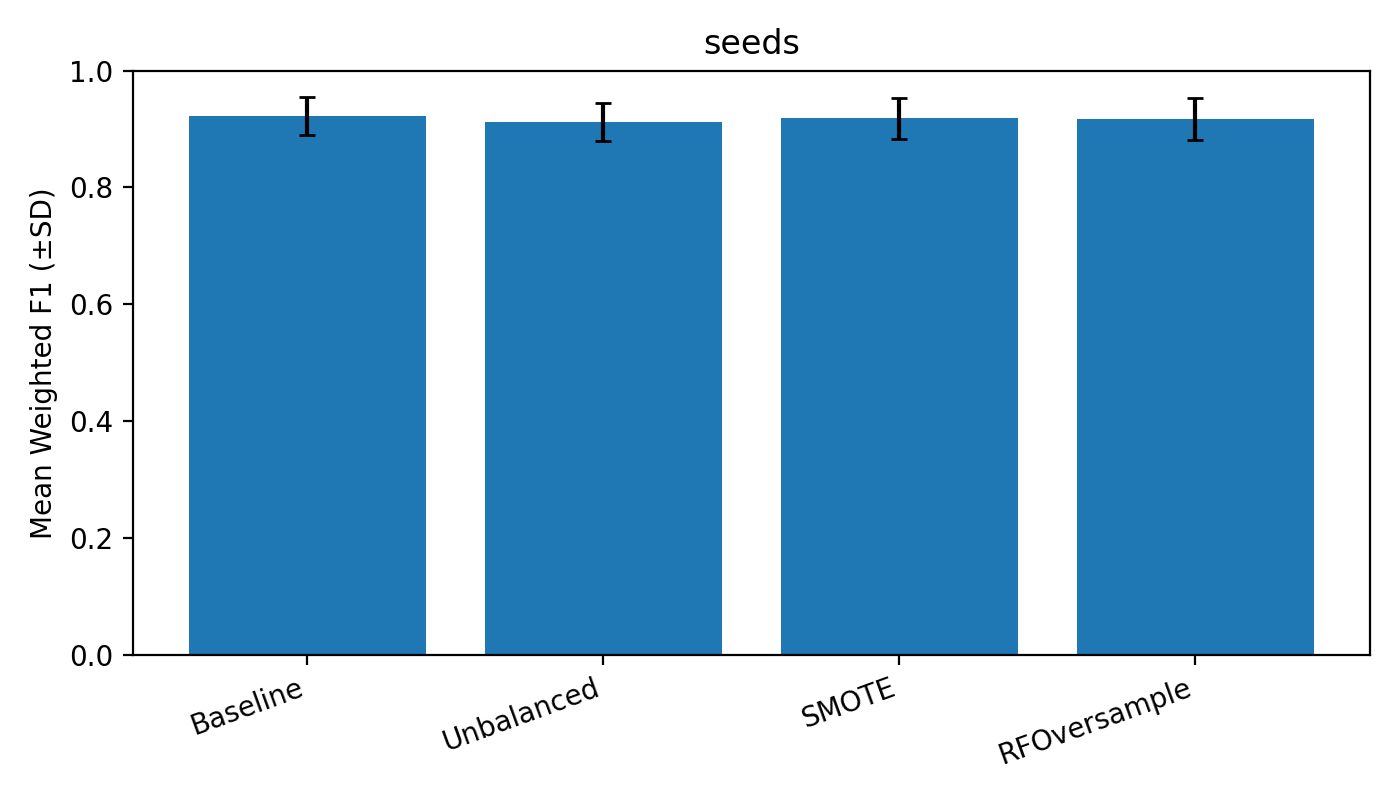 seeds
Mean Weighted F1 (±SD)
1.0
0.8
0.6
0.4
0.2
0.0
Baseline
Unbalanced
SMOTE
RFOversample